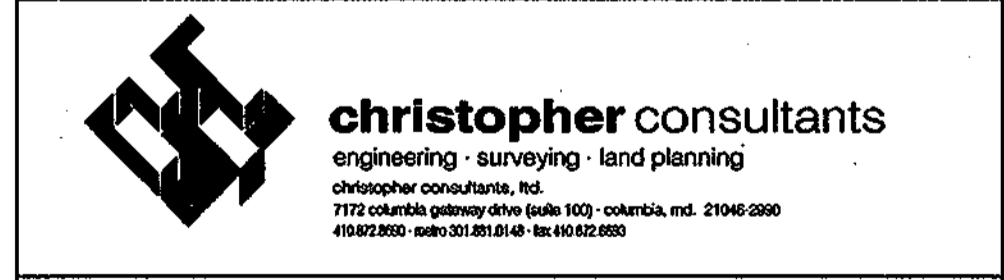 christopher consultants
engineering · surveying · land planning
christopher consultants, ltd.
7172 columbia gateway drive (suite 100) - columbia, md. 21046-2990
410.872.8690 - metro 301.881.0148 - fax 410.872.8693